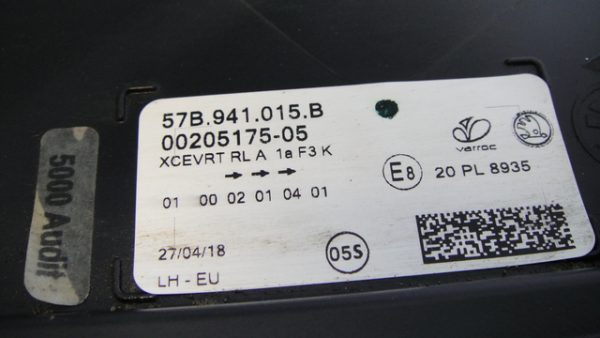 57B.941.015.B
00205175-05
XCEVRT RL A 1a F3 K
01 00 02 01 04 01
27/04/18
LH - EU
05S
varroc
E8
20 PL 8935
5000 Audit